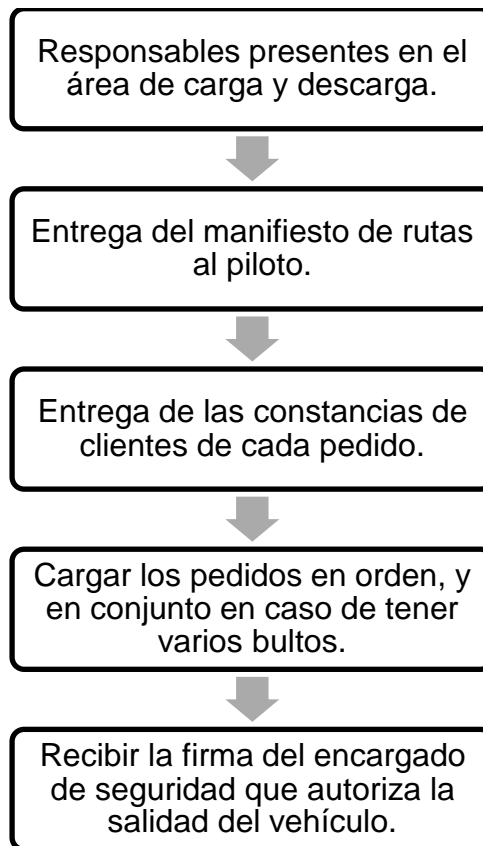 Responsables presentes en el
área de carga y descarga.
Entrega del manifiesto de rutas
al piloto.
Entrega de las constancias de
clientes de cada pedido.
Cargar los pedidos en orden, y
en conjunto en caso de tener
varios bultos.
Recibir la firma del encargado
de seguridad que autoriza la
salidad del vehículo.